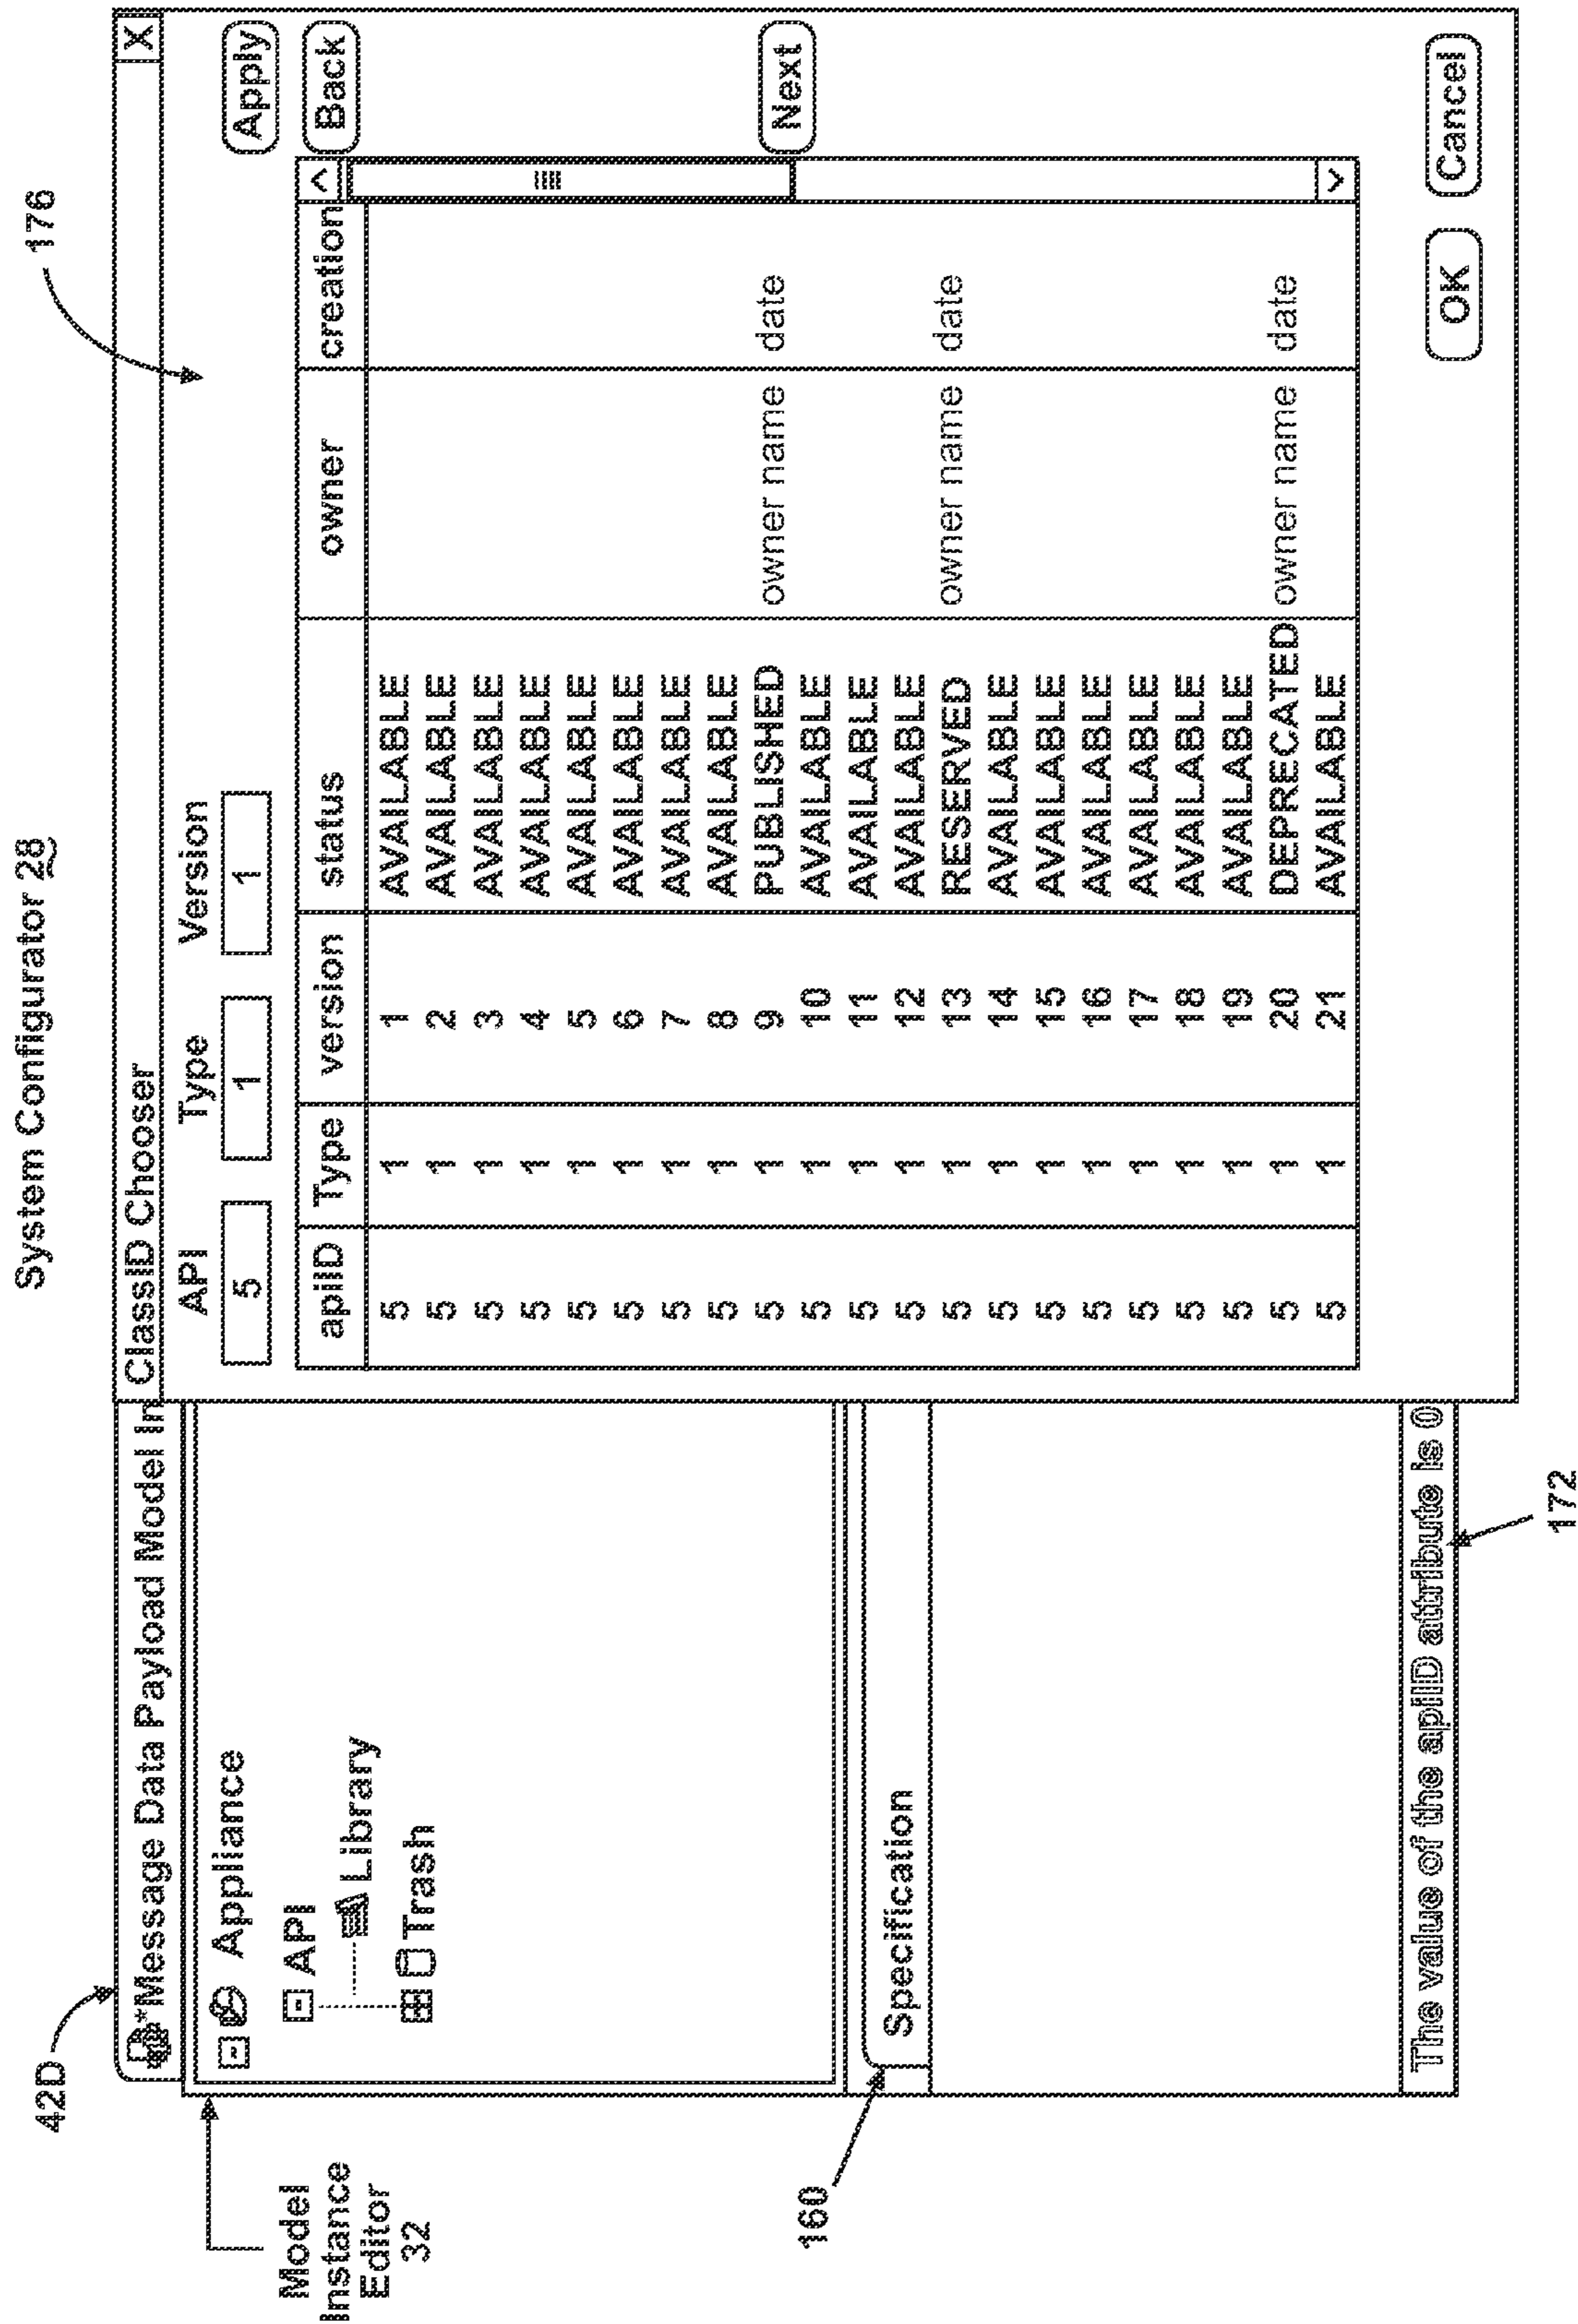 System Configurator 28
176
42D
*Message Data Payload Model In
ClassID Chooser
X
API Type Version
5 1 1
Apply
Back
apiID Type version status owner creation
5 1 1 AVAILABLE
5 1 2 AVAILABLE
5 1 3 AVAILABLE
5 1 4 AVAILABLE
5 1 5 AVAILABLE
5 1 6 AVAILABLE
5 1 7 AVAILABLE
5 1 8 AVAILABLE
5 1 9 PUBLISHED owner name date
5 1 10 AVAILABLE
5 1 11 AVAILABLE
5 1 12 AVAILABLE
5 1 13 RESERVED owner name date
5 1 14 AVAILABLE
5 1 15 AVAILABLE
5 1 16 AVAILABLE
5 1 17 AVAILABLE
5 1 18 AVAILABLE
5 1 19 AVAILABLE
5 1 20 DEPRECATED owner name date
5 1 21 AVAILABLE
Next
OK Cancel
Model
Instance
Editor
32
Appliance
API
Library
Trash
160
Specification
The value of the apiID attribute is 0
172